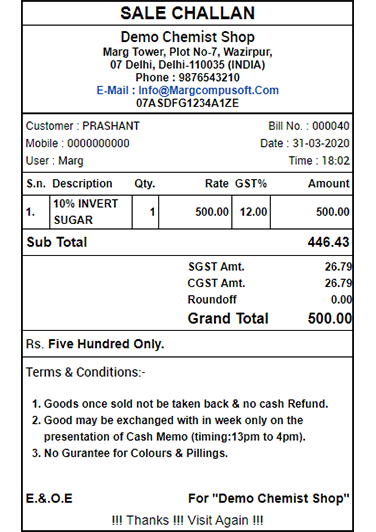 SALE CHALLAN
Demo Chemist Shop
Marg Tower, Plot No-7, Wazirpur,
07 Delhi, Delhi-110035 (INDIA)
Phone : 9876543210
E-Mail : Info@Margcompusoft.Com
07ASDFG1234A1ZE
Customer : PRASHANT Bill No. : 000040
Mobile : 0000000000 Date : 31-03-2020
User : Marg Time : 18:02
S.n. Description Qty. Rate GST% Amount
1. 10% INVERT SUGAR 1 500.00 12.00 500.00
Sub Total 446.43
SGST Amt. 26.79
CGST Amt. 26.79
Roundoff 0.00
Grand Total 500.00
Rs. Five Hundred Only.
Terms & Conditions:-
1. Goods once sold not be taken back & no cash Refund.
2. Good may be exchanged with in week only on the
presentation of Cash Memo (timing:13pm to 4pm).
3. No Gurantee for Colours & Pillings.
E.&.O.E For "Demo Chemist Shop"
!!! Thanks !!! Visit Again !!!